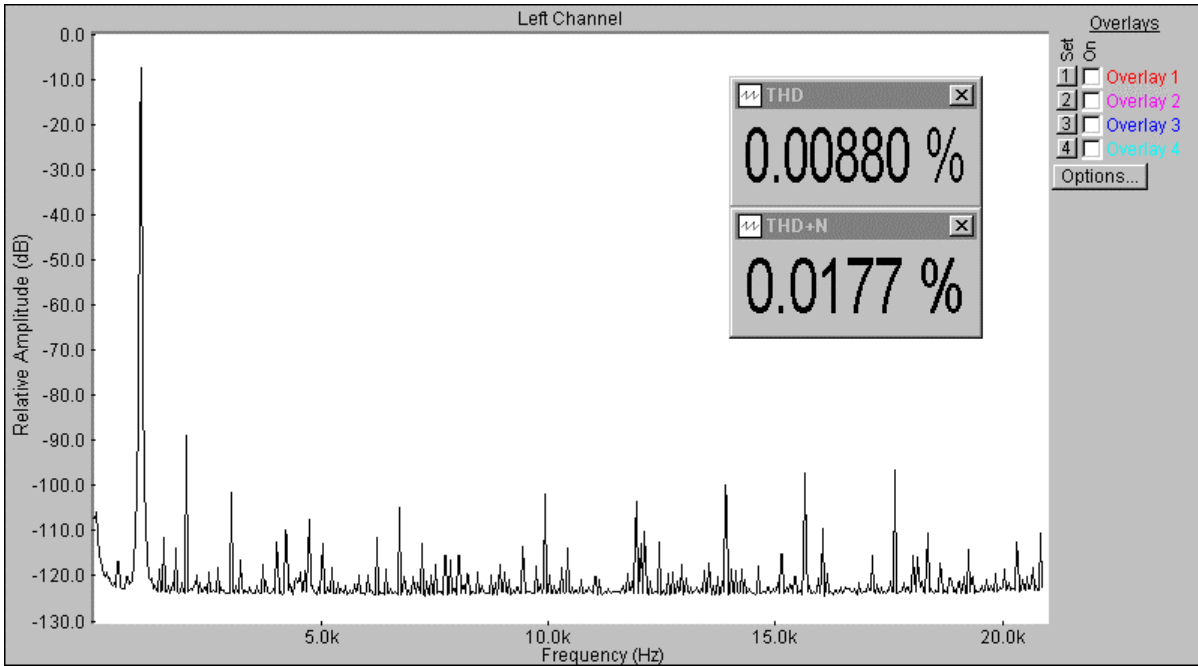 Left Channel
Overlays
Set
On
1 Overlay 1
2 Overlay 2
3 Overlay 3
4 Overlay 4
Options...
THD
0.00880 %
THD+N
0.0177 %
Relative Amplitude (dB)
0.0
-10.0
-20.0
-30.0
-40.0
-50.0
-60.0
-70.0
-80.0
-90.0
-100.0
-110.0
-120.0
-130.0
5.0k 10.0k 15.0k 20.0k
Frequency (Hz)